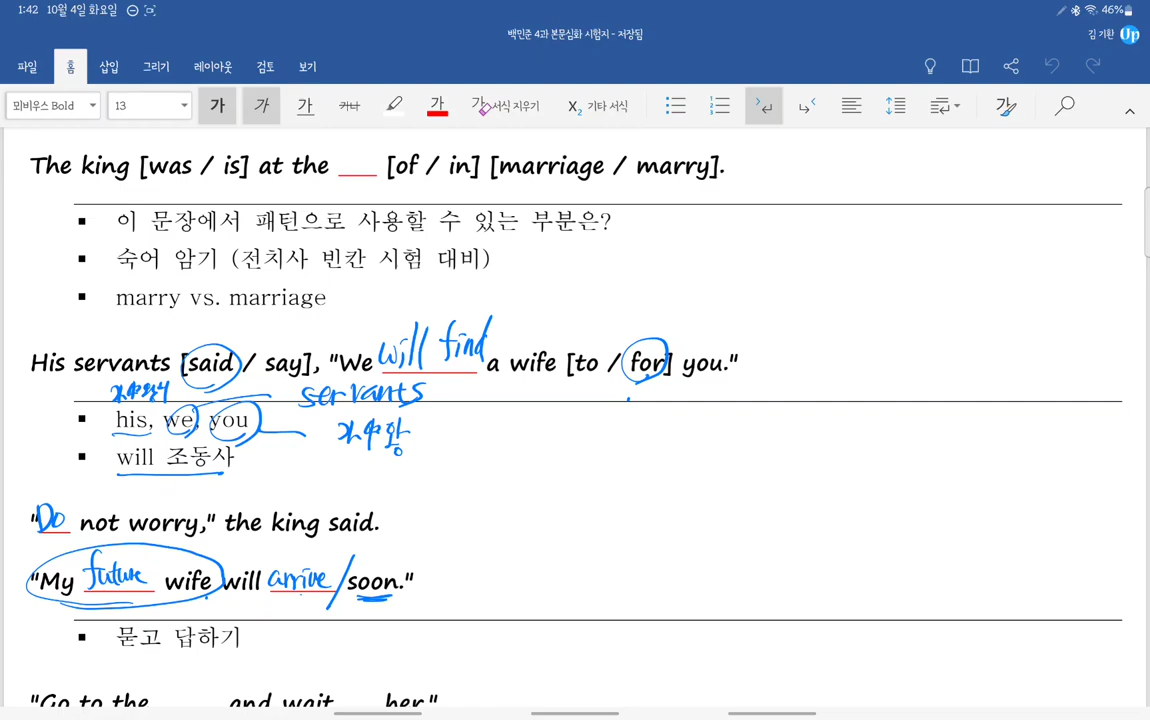 1:42 10월 4일 화요일 46%
백민준 4과 본문심화 시험지 - 저장됨
김 기환 Up
파일 홈 삽입 그리기 레이아웃 검토 보기
뫼비우스 Bold 13 가 가 가 가나 가 서식 지우기 X₂ 기타 서식
The king [was / is] at the ___ [of / in] [marriage / marry].
▪ 이 문장에서 패턴으로 사용할 수 있는 부분은?
▪ 숙어 암기 (전치사 빈칸 시험 대비)
▪ marry vs. marriage
His servants [said / say], "We will find a wife [to / for] you."
servants
▪ his, we, you
▪ will 조동사
"Do not worry," the king said.
"My future wife will arrive / soon."
▪ 묻고 답하기
"Go to the and wait her."